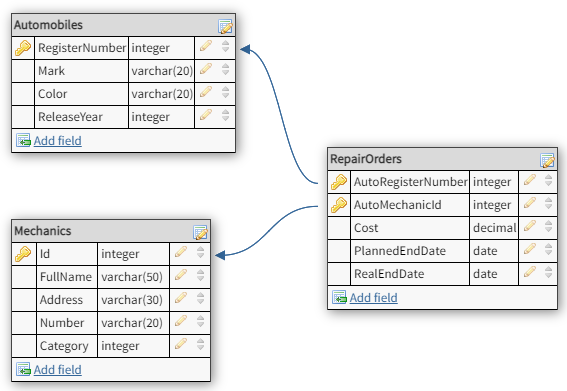 Automobiles
RegisterNumber integer
Mark varchar(20)
Color varchar(20)
ReleaseYear integer
Add field
RepairOrders
AutoRegisterNumber integer
AutoMechanicId integer
Cost decimal
PlannedEndDate date
RealEndDate date
Add field
Mechanics
Id integer
FullName varchar(50)
Address varchar(30)
Number varchar(20)
Category integer
Add field